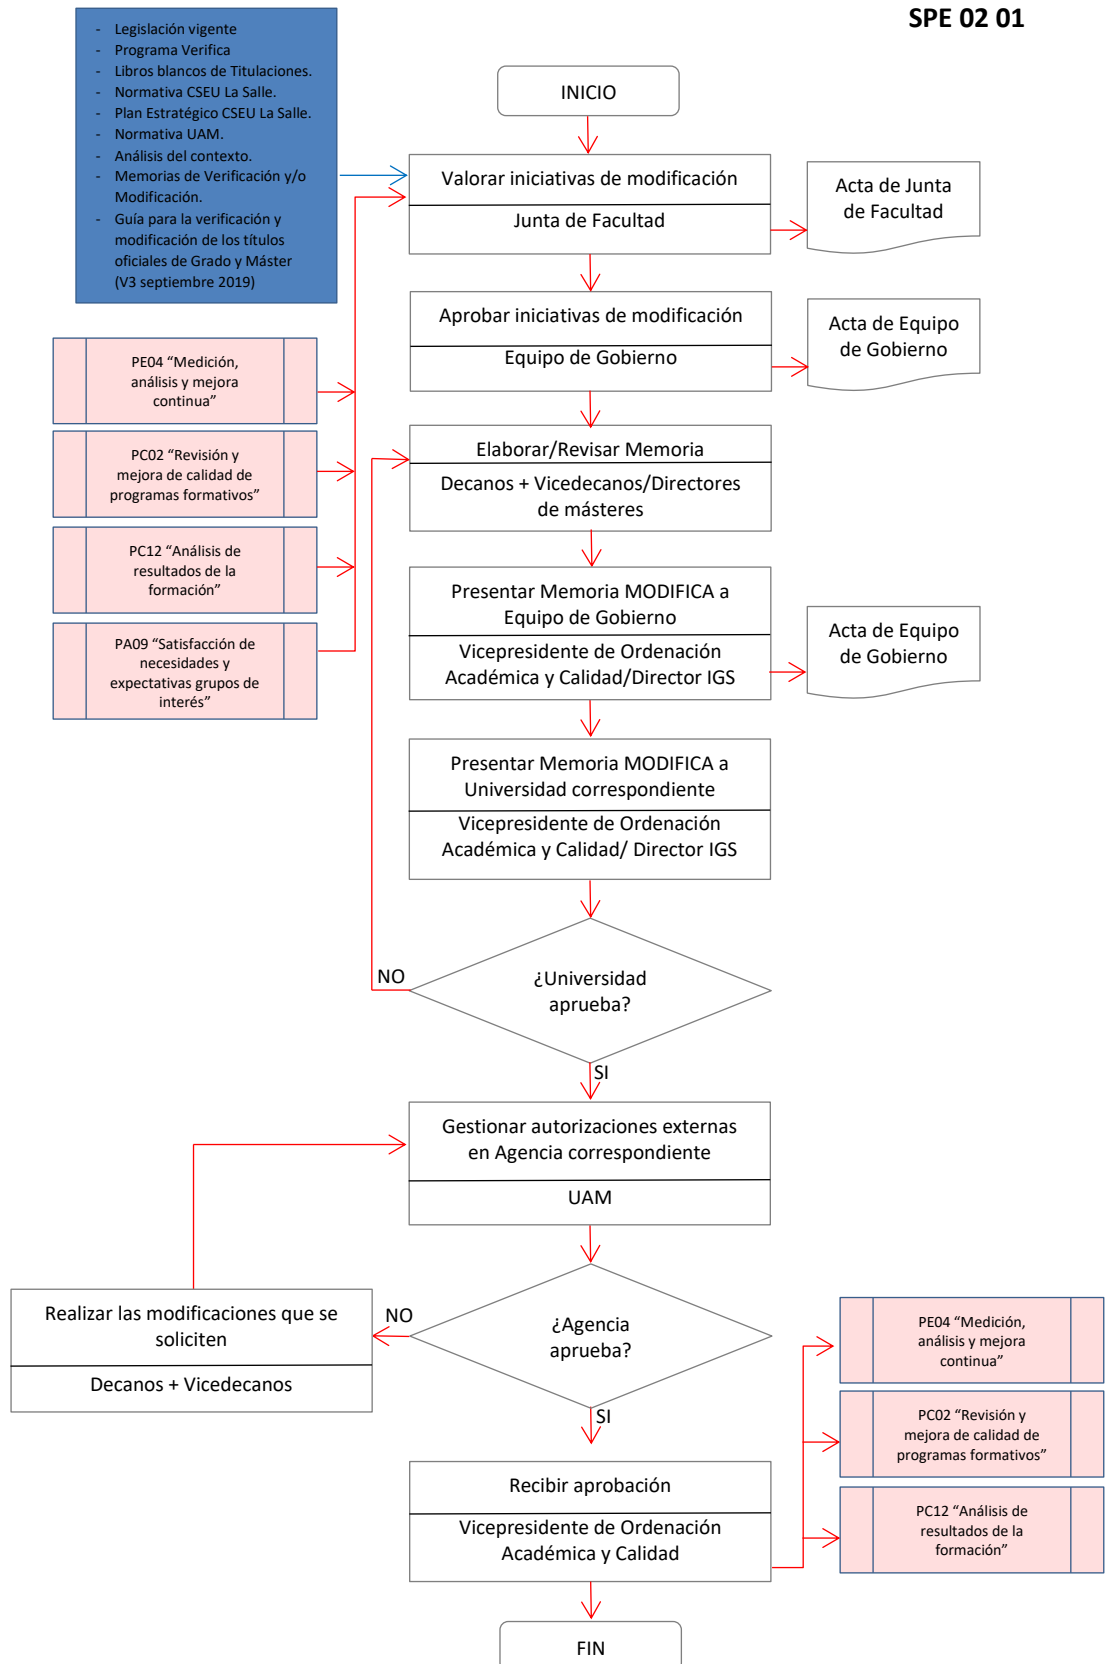 SPE 02 01
- Legislación vigente
- Programa Verifica
- Libros blancos de Titulaciones.
- Normativa CSEU La Salle.
- Plan Estratégico CSEU La Salle.
- Normativa UAM.
- Análisis del contexto.
- Memorias de Verificación y/o
Modificación.
- Guía para la verificación y
modificación de los títulos
oficiales de Grado y Máster
(V3 septiembre 2019)
INICIO
Valorar iniciativas de modificación
Junta de Facultad
Acta de Junta
de Facultad
Aprobar iniciativas de modificación
Equipo de Gobierno
Acta de Equipo
de Gobierno
PE04 “Medición,
análisis y mejora
continua”
PC02 “Revisión y
mejora de calidad de
programas formativos”
PC12 “Análisis de
resultados de la
formación”
PA09 “Satisfacción de
necesidades y
expectativas grupos de
interés”
Elaborar/Revisar Memoria
Decanos + Vicedecanos/Directores
de másteres
Presentar Memoria MODIFICA a
Equipo de Gobierno
Vicepresidente de Ordenación
Académica y Calidad/Director IGS
Acta de Equipo
de Gobierno
Presentar Memoria MODIFICA a
Universidad correspondiente
Vicepresidente de Ordenación
Académica y Calidad/ Director IGS
NO
¿Universidad
aprueba?
SI
Gestionar autorizaciones externas
en Agencia correspondiente
UAM
Realizar las modificaciones que se
soliciten
Decanos + Vicedecanos
NO
¿Agencia
aprueba?
SI
Recibir aprobación
Vicepresidente de Ordenación
Académica y Calidad
PE04 “Medición,
análisis y mejora
continua”
PC02 “Revisión y
mejora de calidad de
programas formativos”
PC12 “Análisis de
resultados de la
formación”
FIN